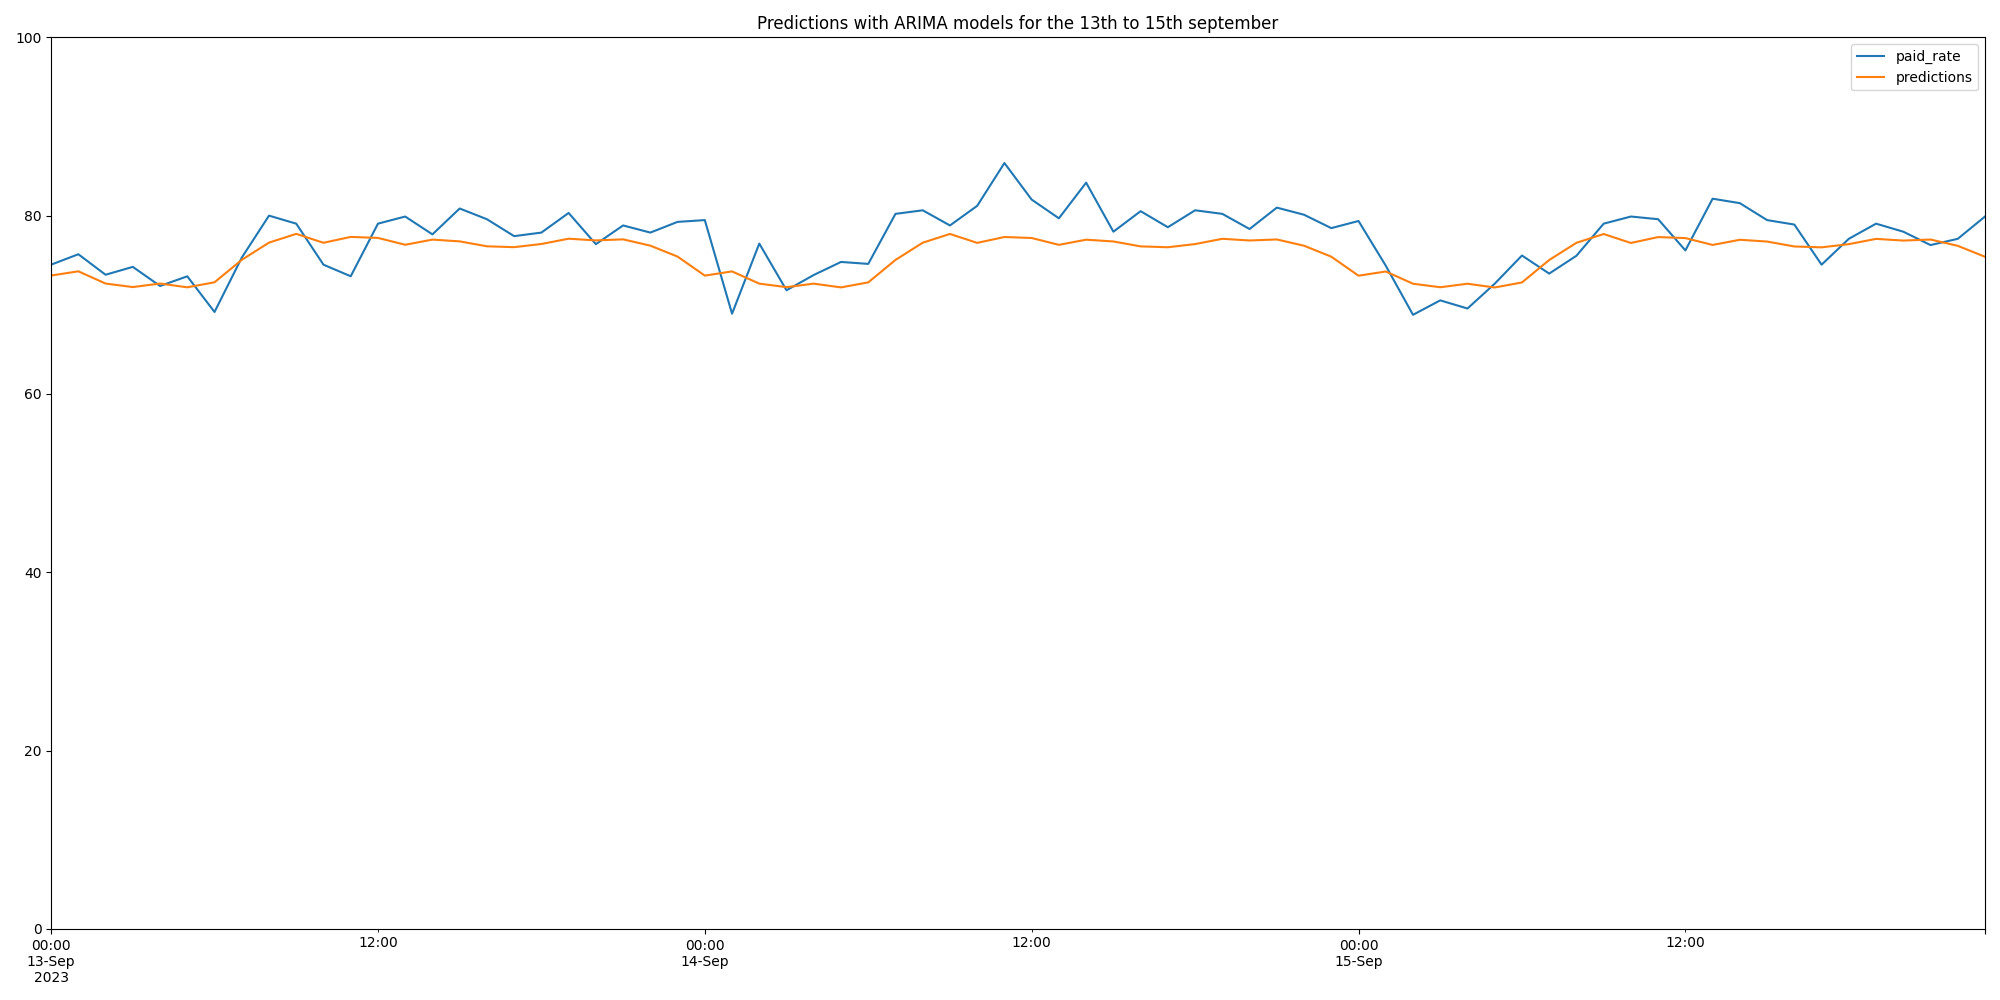 Predictions with ARIMA models for the 13th to 15th september
paid_rate
predictions
100
80
60
40
20
0
00:00
13-Sep
2023
12:00
00:00
14-Sep
12:00
00:00
15-Sep
12:00